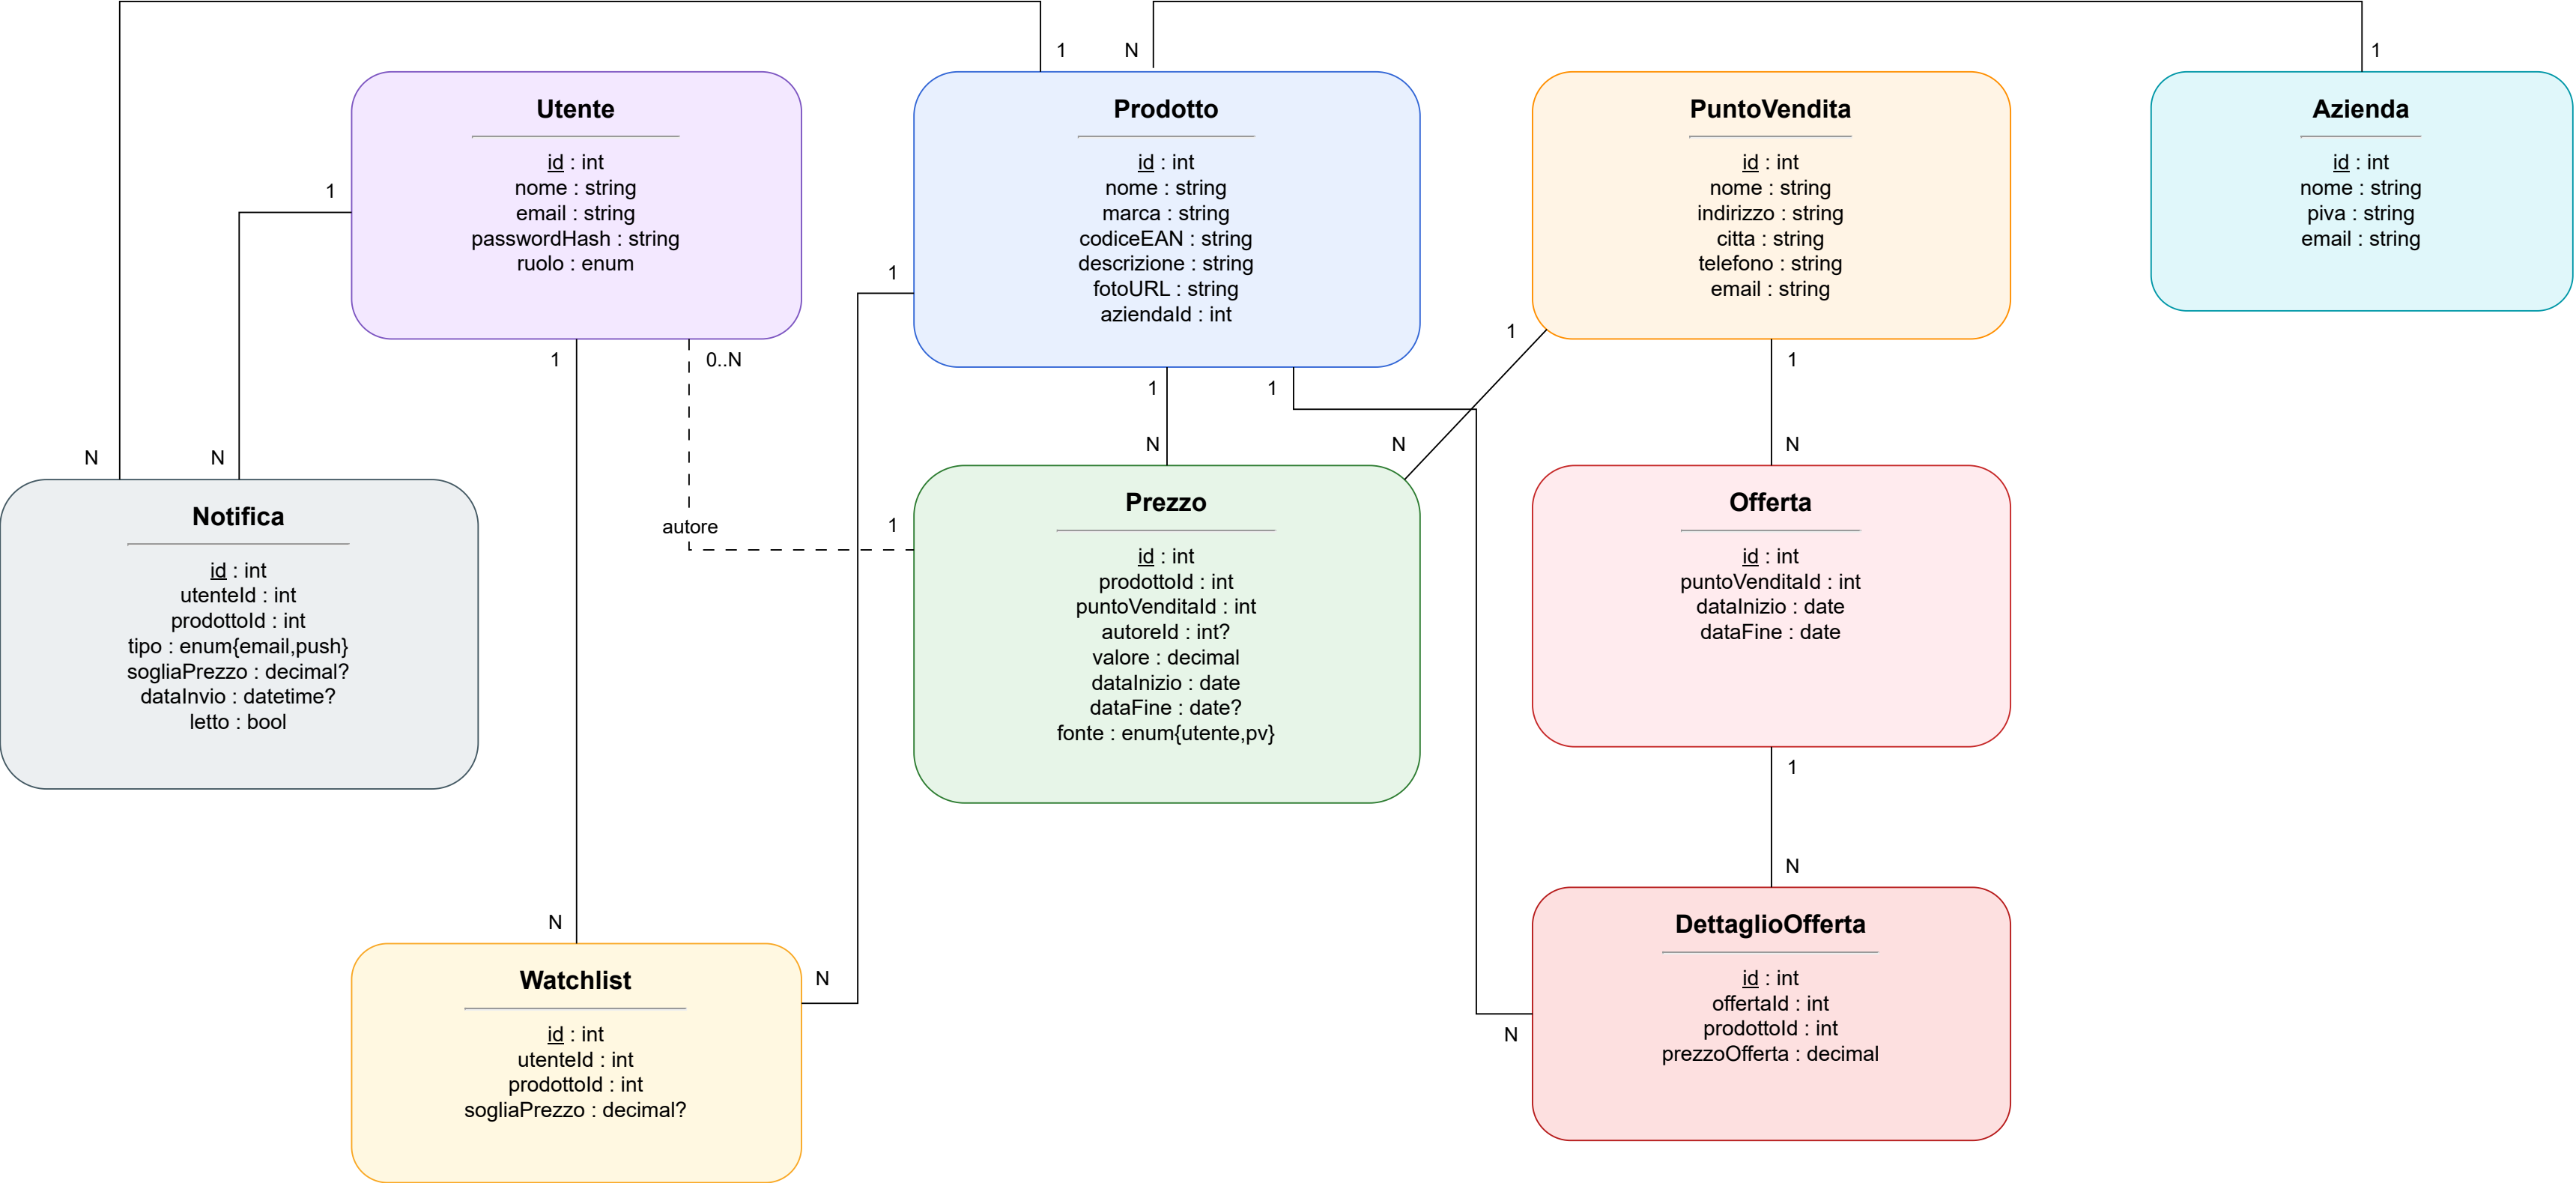 1
N
1
Utente
id : int
nome : string
email : string
passwordHash : string
ruolo : enum
Prodotto
id : int
nome : string
marca : string
codiceEAN : string
descrizione : string
fotoURL : string
aziendaId : int
PuntoVendita
id : int
nome : string
indirizzo : string
citta : string
telefono : string
email : string
Azienda
id : int
nome : string
piva : string
email : string
1
1
1
1
0..N
1
1
1
N
N
N
N
N
autore
1
Notifica
id : int
utenteId : int
prodottoId : int
tipo : enum{email,push}
sogliaPrezzo : decimal?
dataInvio : datetime?
letto : bool
Prezzo
id : int
prodottoId : int
puntoVenditaId : int
autoreId : int?
valore : decimal
dataInizio : date
dataFine : date?
fonte : enum{utente,pv}
Offerta
id : int
puntoVenditaId : int
dataInizio : date
dataFine : date
1
N
N
N
N
Watchlist
id : int
utenteId : int
prodottoId : int
sogliaPrezzo : decimal?
DettaglioOfferta
id : int
offertaId : int
prodottoId : int
prezzoOfferta : decimal